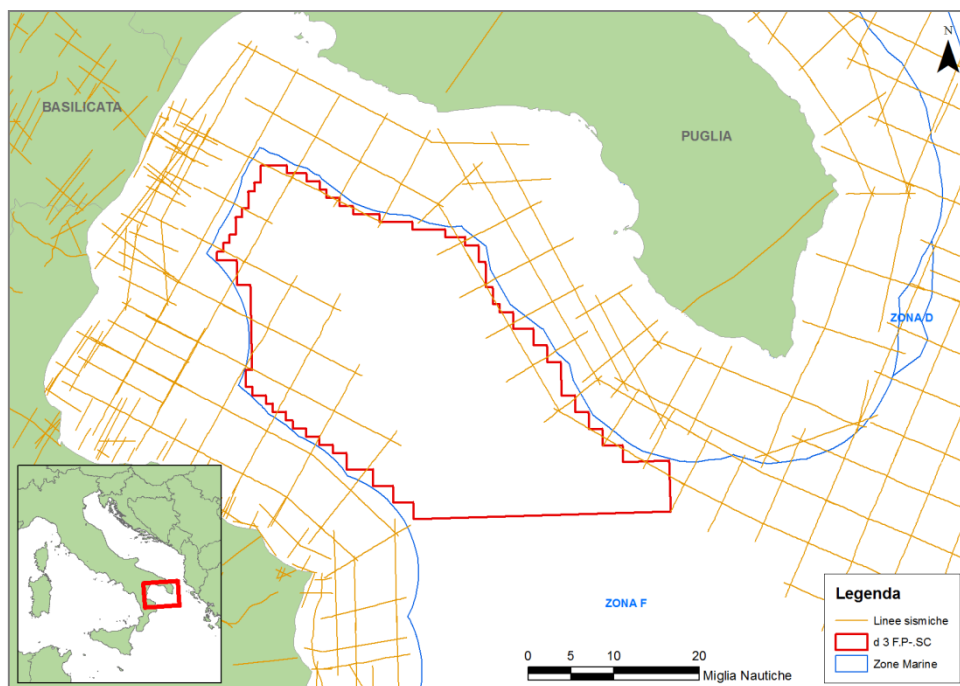 N
BASILICATA
PUGLIA
ZONA D
ZONA F
Legenda
Linee sismiche
d 3 F.P-.SC
Zone Marine
0 5 10 20
Miglia Nautiche